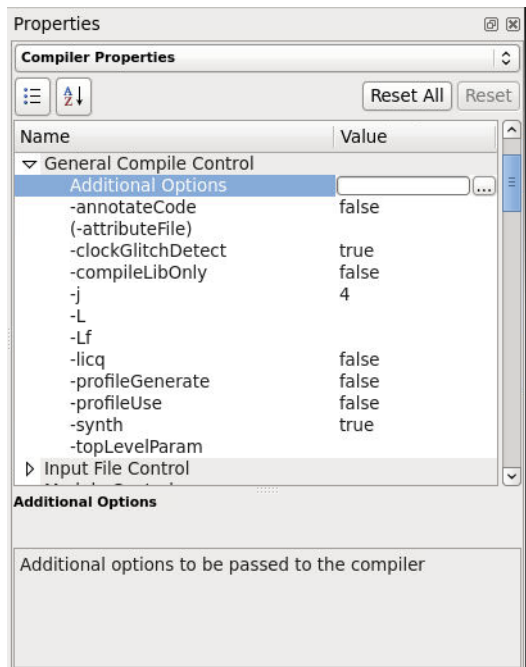 Properties
Compiler Properties
A Z Reset All Reset
Name Value
General Compile Control
Additional Options ...
-annotateCode false
(-attributeFile)
-clockGlitchDetect true
-compileLibOnly false
-j 4
-L
-Lf
-licq false
-profileGenerate false
-profileUse false
-synth true
-topLevelParam
Input File Control
Additional Options
Additional options to be passed to the compiler